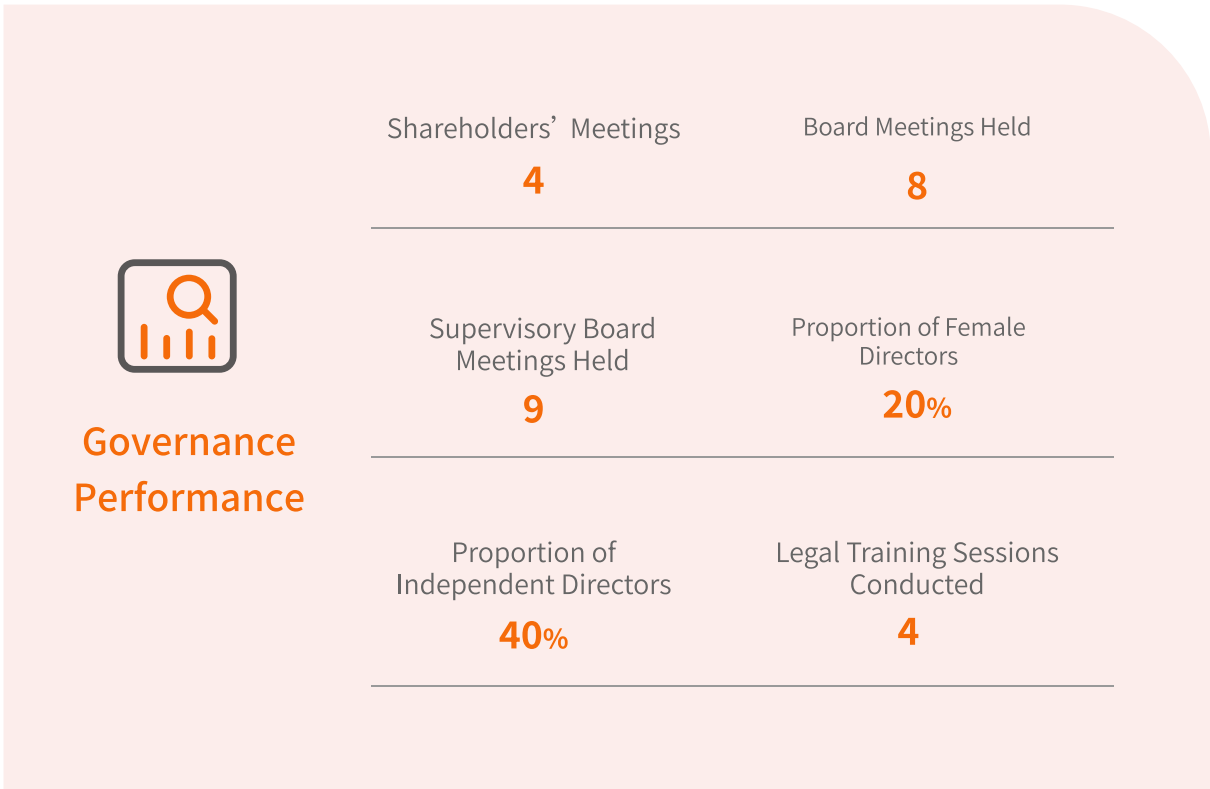 Governance
Performance
Shareholders’ Meetings
4
Board Meetings Held
8
Supervisory Board
Meetings Held
9
Proportion of Female
Directors
20%
Proportion of
Independent Directors
40%
Legal Training Sessions
Conducted
4